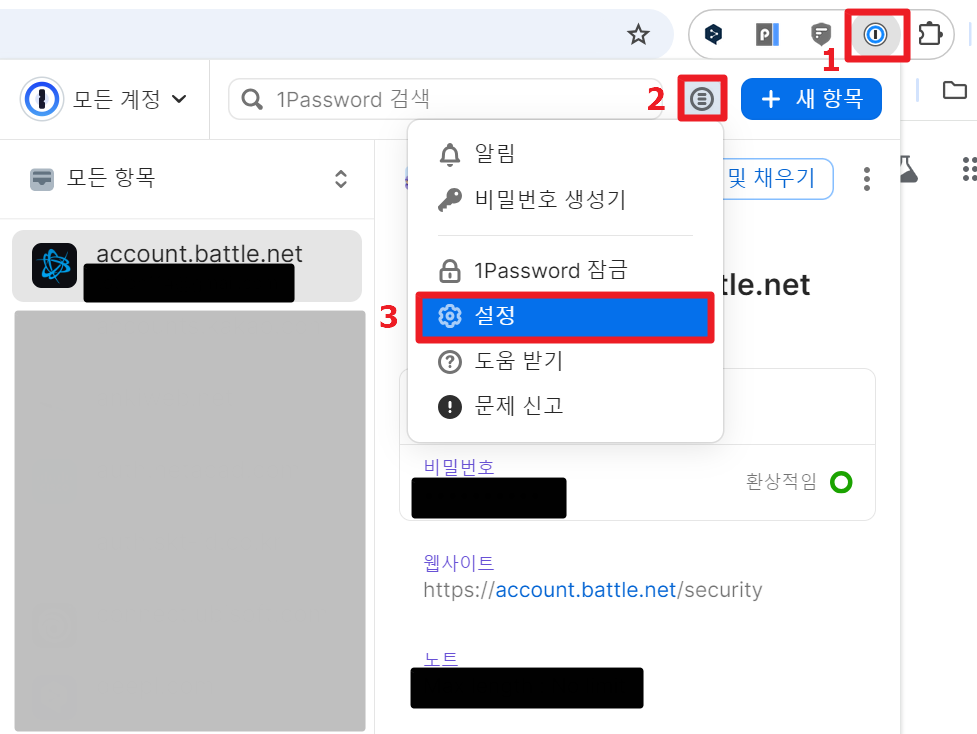 1
모든 계정
1Password 검색
2
새 항목
모든 항목
알림
및 채우기
비밀번호 생성기
account.battle.net
1Password 잠금
tle.net
3
설정
도움 받기
문제 신고
비밀번호
환상적임
웹사이트
https://account.battle.net/security
노트